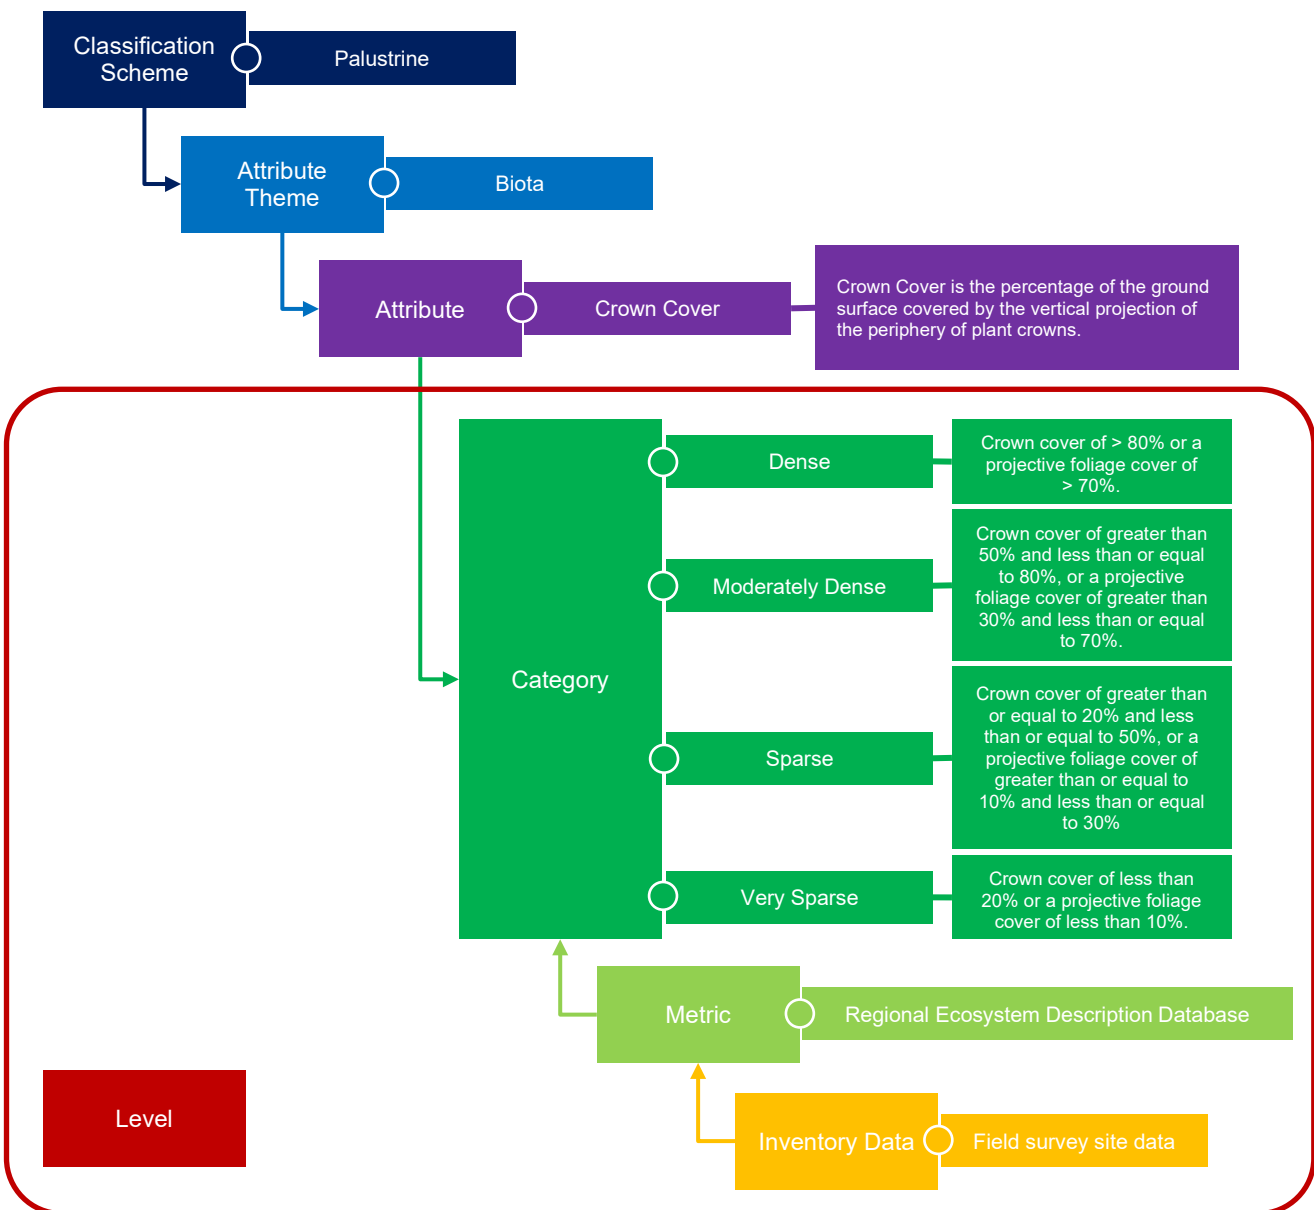 Classification
Scheme
Palustrine
Attribute
Theme
Biota
Attribute
Crown Cover
Crown Cover is the percentage of the ground
surface covered by the vertical projection of
the periphery of plant crowns.
Category
Dense
Crown cover of > 80% or a
projective foliage cover of
> 70%.
Moderately Dense
Crown cover of greater than
50% and less than or equal
to 80%, or a projective
foliage cover of greater than
30% and less than or equal
to 70%.
Sparse
Crown cover of greater than
or equal to 20% and less
than or equal to 50%, or a
projective foliage cover of
greater than or equal to
10% and less than or equal
to 30%
Very Sparse
Crown cover of less than
20% or a projective foliage
cover of less than 10%.
Metric
Regional Ecosystem Description Database
Level
Inventory Data
Field survey site data